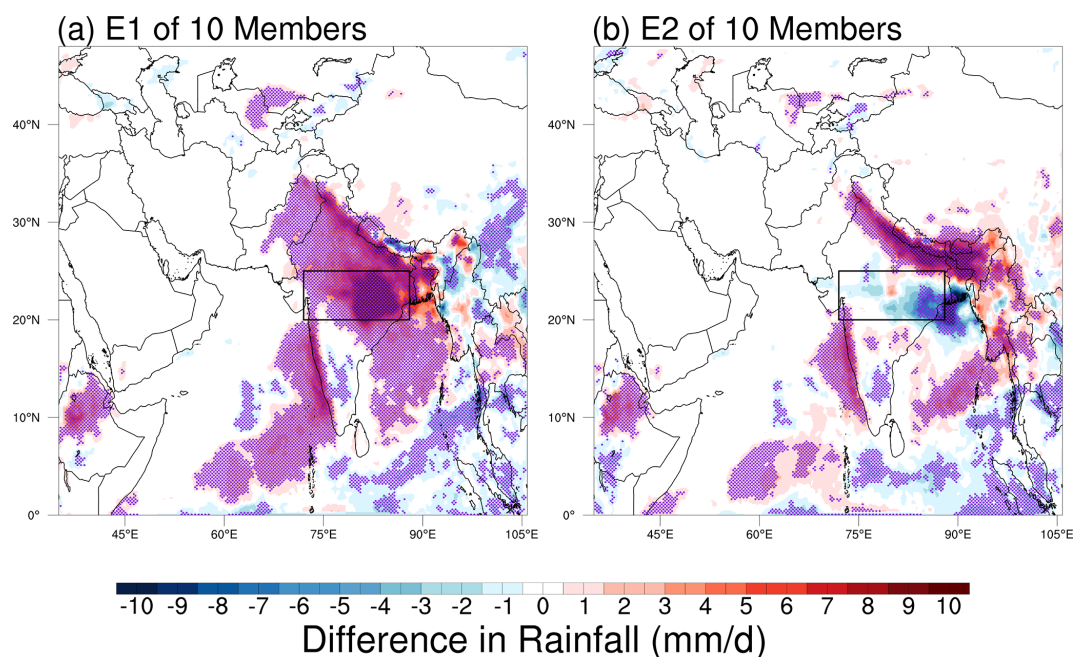 (a) E1 of 10 Members
(b) E2 of 10 Members
40°N
30°N
20°N
10°N
0°
45°E 60°E 75°E 90°E 105°E
40°N
30°N
20°N
10°N
0°
45°E 60°E 75°E 90°E 105°E
-10 -9 -8 -7 -6 -5 -4 -3 -2 -1 0 1 2 3 4 5 6 7 8 9 10
Difference in Rainfall (mm/d)